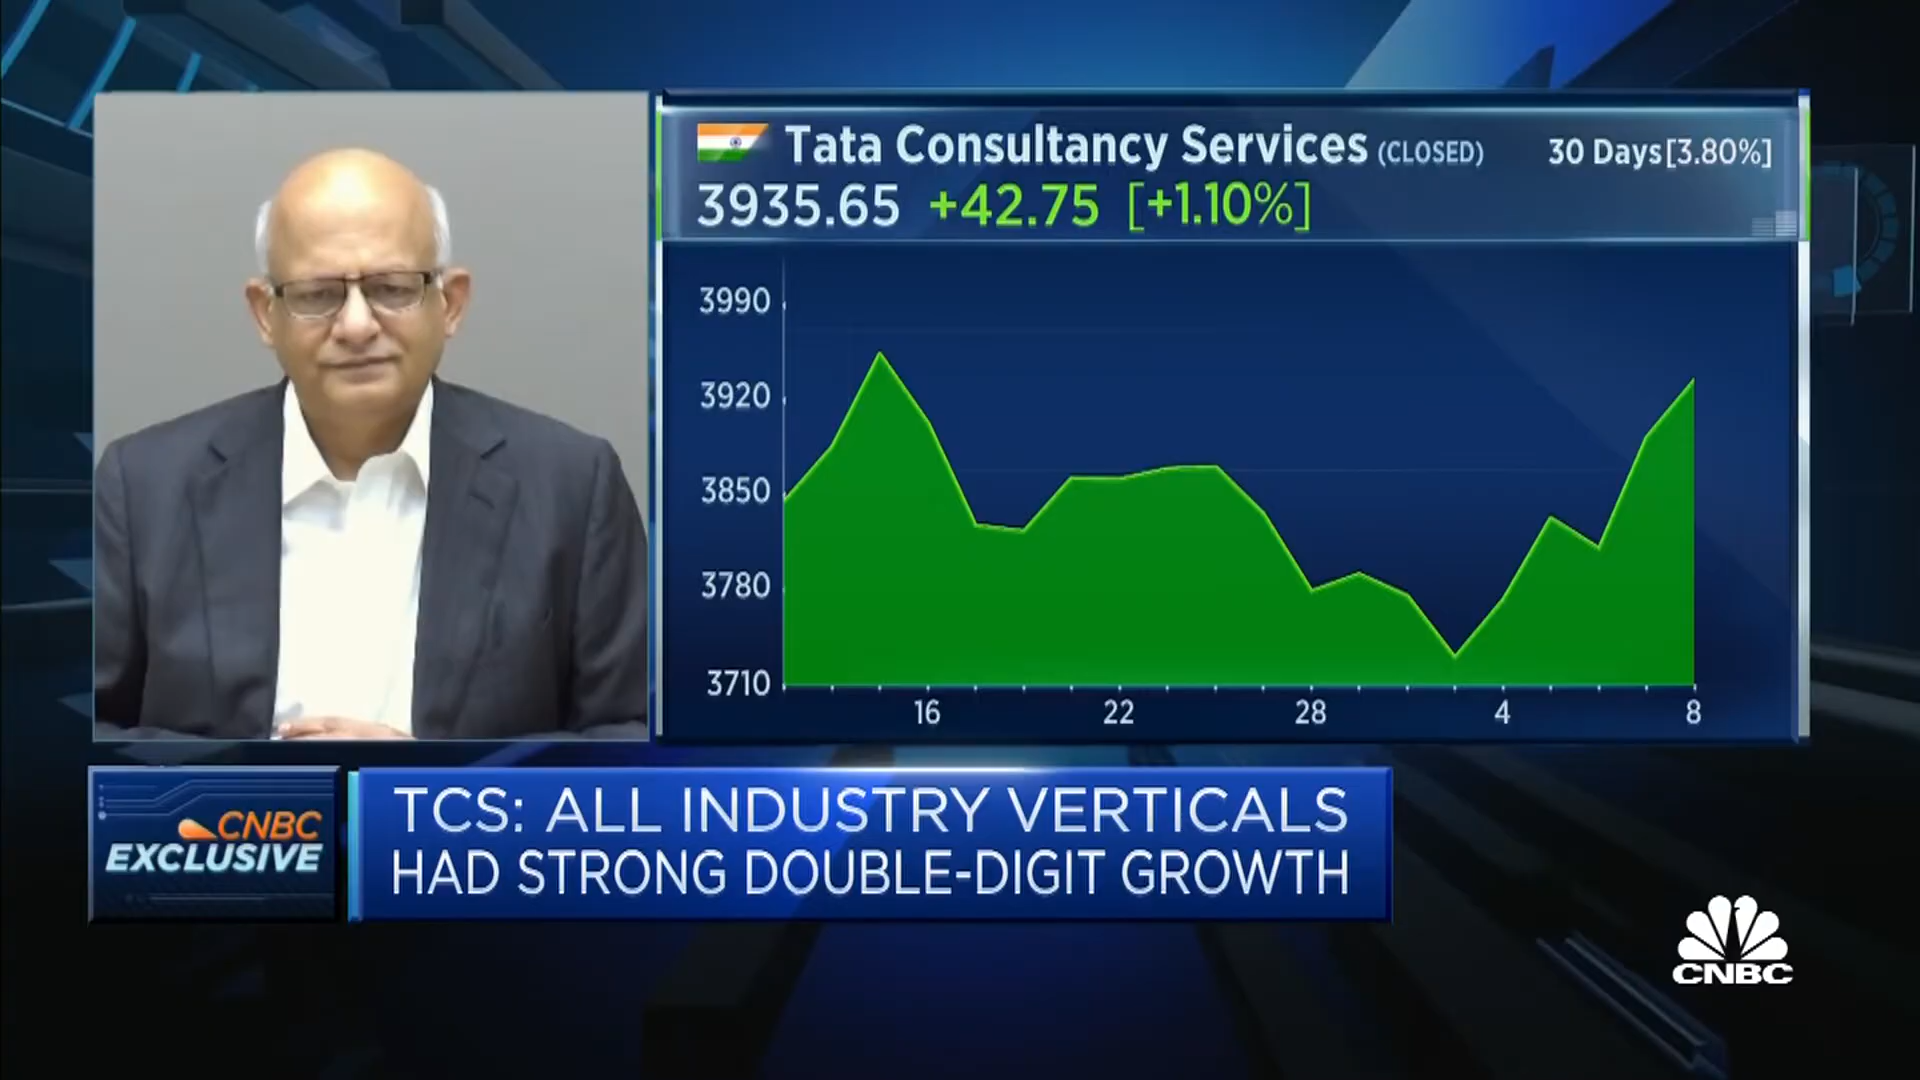 Tata Consultancy Services (CLOSED) 30 Days[3.80%]
3935.65 +42.75 [+1.10%]
3990
3920
3850
3780
3710
16 22 28 4 8
CNBC
EXCLUSIVE
TCS: ALL INDUSTRY VERTICALS
HAD STRONG DOUBLE-DIGIT GROWTH
CNBC